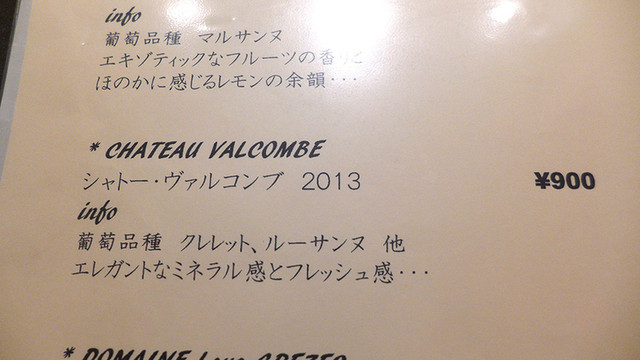 info
葡萄品種 マルサンヌ
エキゾティックなフルーツの香りと
ほのかに感じるレモンの余韻･･･
* CHATEAU VALCOMBE
シャトー・ヴァルコンブ 2013 ¥900
info
葡萄品種 クレレット、ルーサンヌ 他
エレガントなミネラル感とフレッシュ感･･･
* DOMAINE